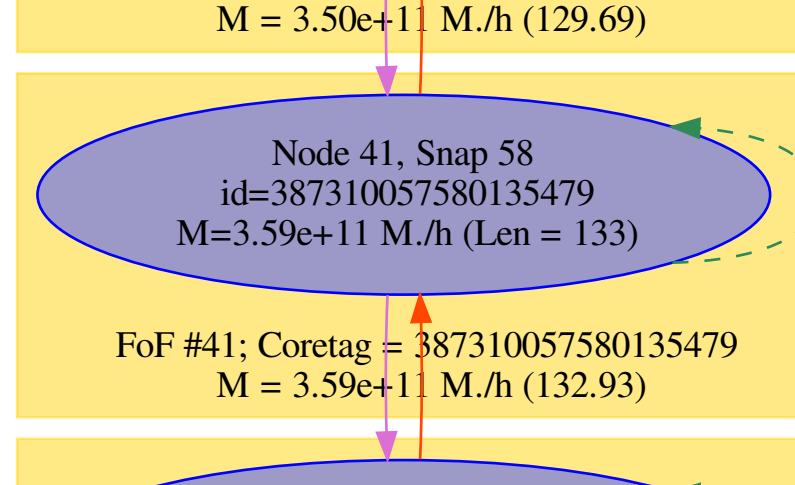 M = 3.50e+11 M./h (129.69)
Node 41, Snap 58
id=387310057580135479
M=3.59e+11 M./h (Len = 133)
FoF #41; Coretag = 387310057580135479
M = 3.59e+11 M./h (132.93)